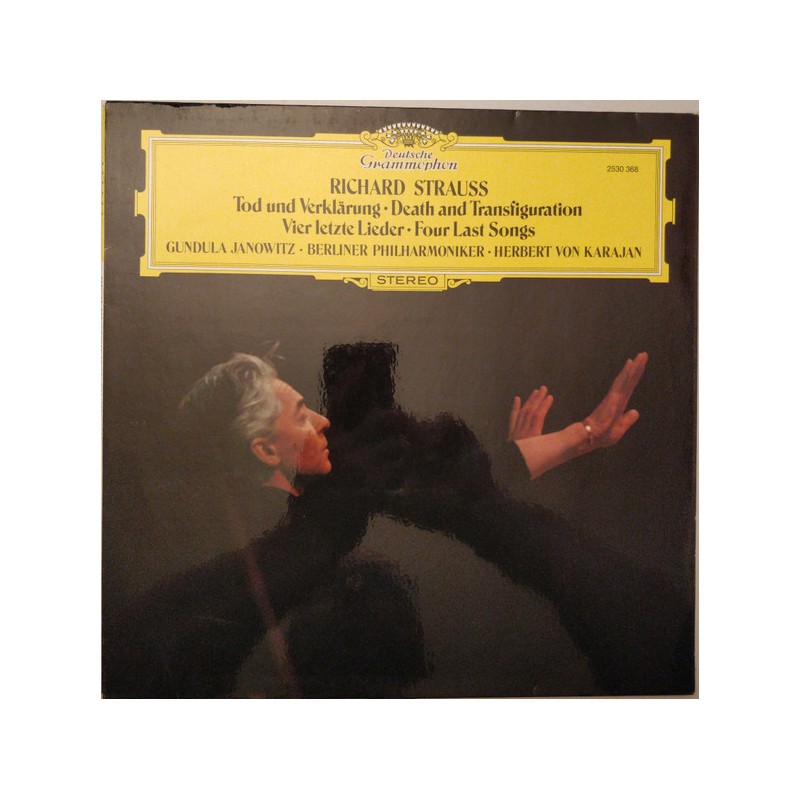 Deutsche
Grammophon
2530 368
RICHARD STRAUSS
Tod und Verklärung · Death and Transfiguration
Vier letzte Lieder · Four Last Songs
GUNDULA JANOWITZ · BERLINER PHILHARMONIKER · HERBERT VON KARAJAN
STEREO